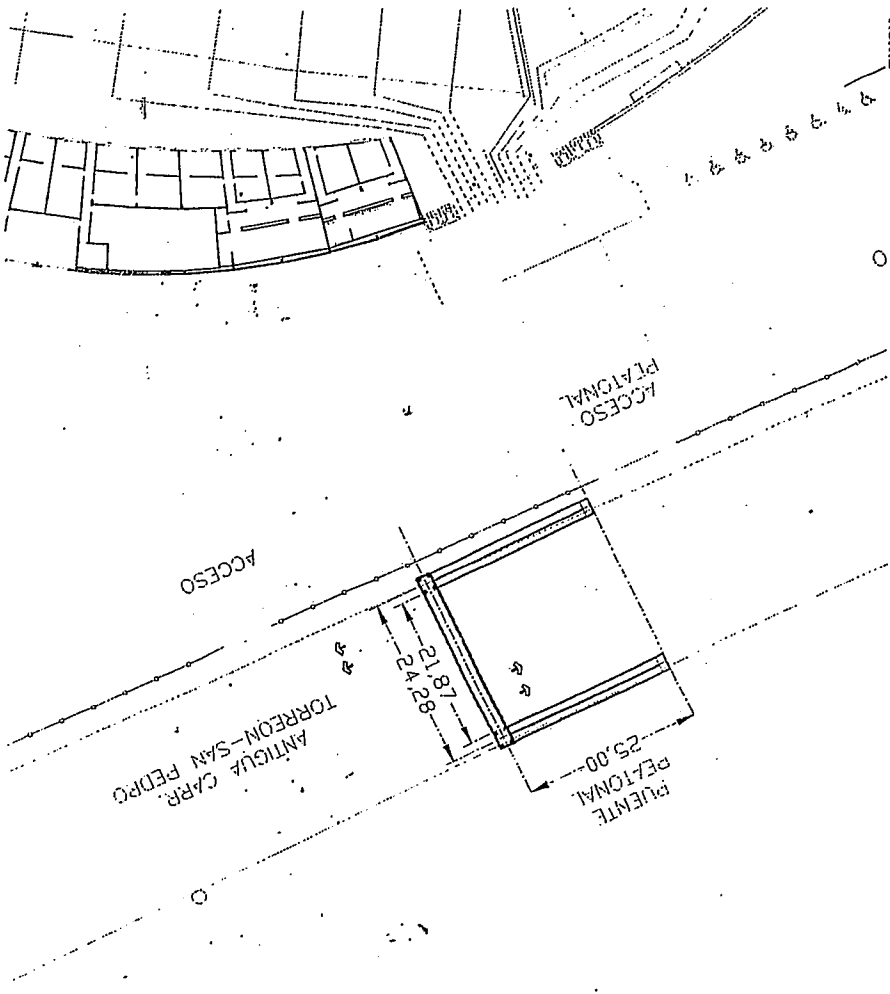 ACCESO
PEATONAL
ACCESO
21,87
24,28
ANTIGUA CARR.
TORREON-SAN PEDRO
25,00
PUENTE
PEATONAL